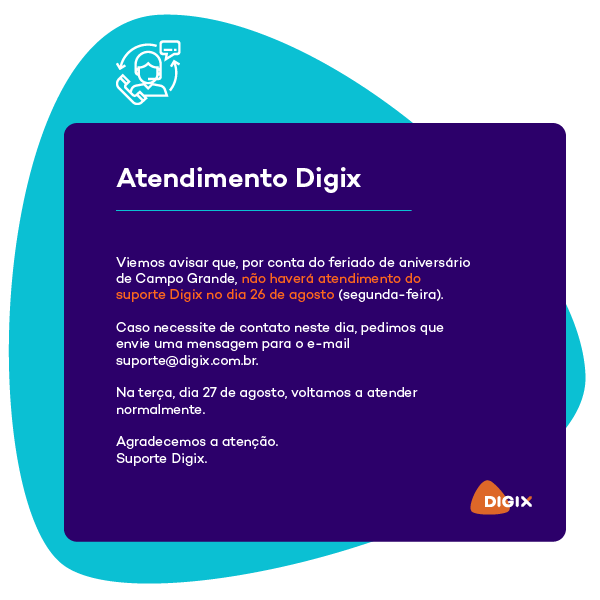 Atendimento Digix
Viemos avisar que, por conta do feriado de aniversário
de Campo Grande, não haverá atendimento do
suporte Digix no dia 26 de agosto (segunda-feira).
Caso necessite de contato neste dia, pedimos que
envie uma mensagem para o e-mail
suporte@digix.com.br.
Na terça, dia 27 de agosto, voltamos a atender
normalmente.
Agradecemos a atenção.
Suporte Digix.
DIGIX